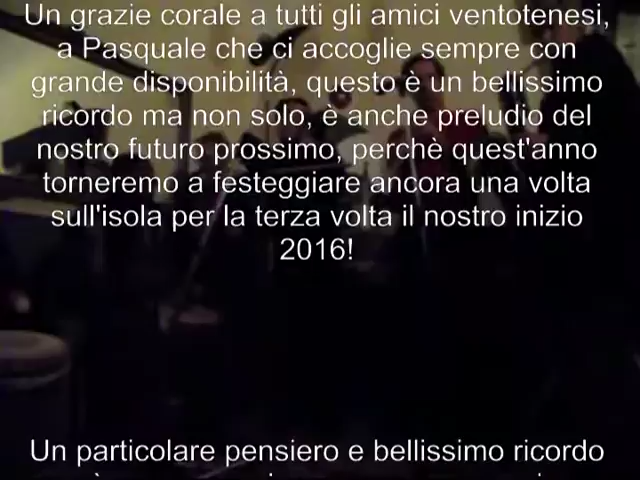 Un grazie corale a tutti gli amici ventotenesi,
a Pasquale che ci accoglie sempre con
grande disponibilità, questo è un bellissimo
ricordo ma non solo, è anche preludio del
nostro futuro prossimo, perchè quest'anno
torneremo a festeggiare ancora una volta
sull'isola per la terza volta il nostro inizio
2016!
Un particolare pensiero e bellissimo ricordo